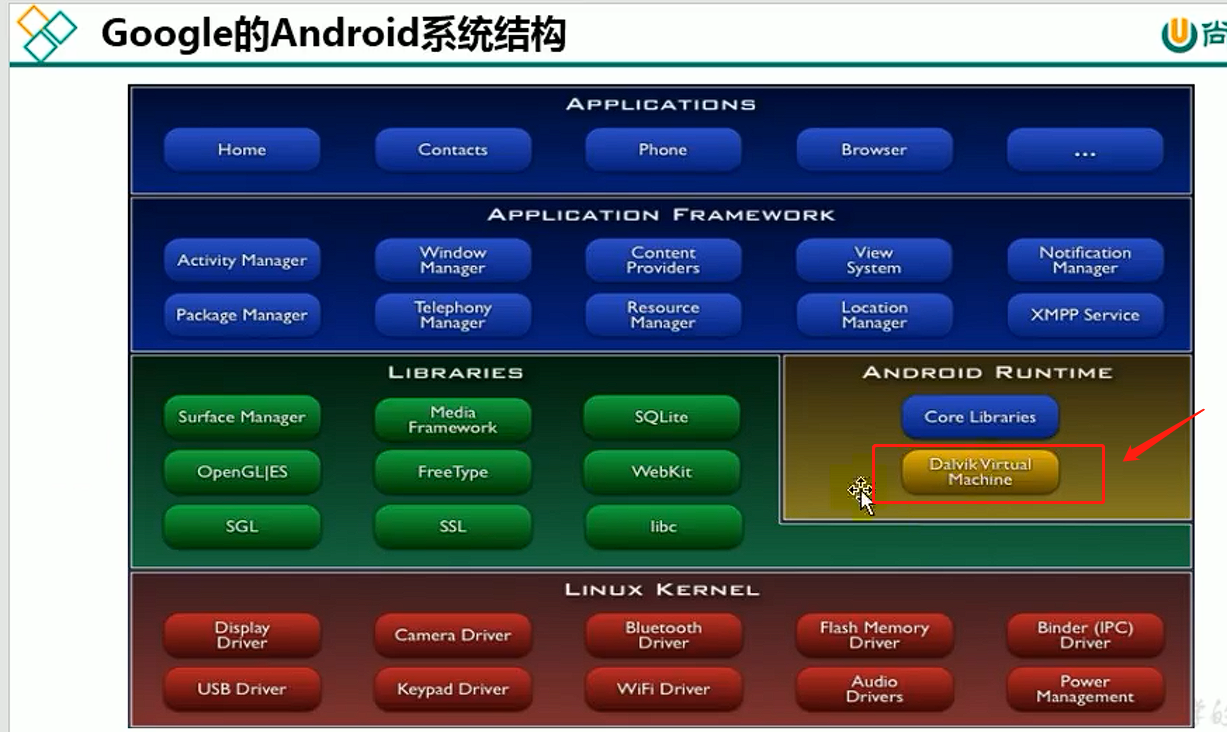 Google的Android系统结构
尚
APPLICATIONS
Home
Contacts
Phone
Browser
...
APPLICATION FRAMEWORK
Activity Manager
Window
Manager
Content
Providers
View
System
Notification
Manager
Package Manager
Telephony
Manager
Resource
Manager
Location
Manager
XMPP Service
LIBRARIES
Surface Manager
Media
Framework
SQLite
OpenGL|ES
FreeType
WebKit
SGL
SSL
libc
ANDROID RUNTIME
Core Libraries
Dalvik Virtual
Machine
LINUX KERNEL
Display
Driver
Camera Driver
Bluetooth
Driver
Flash Memory
Driver
Binder (IPC)
Driver
USB Driver
Keypad Driver
WiFi Driver
Audio
Drivers
Power
Management